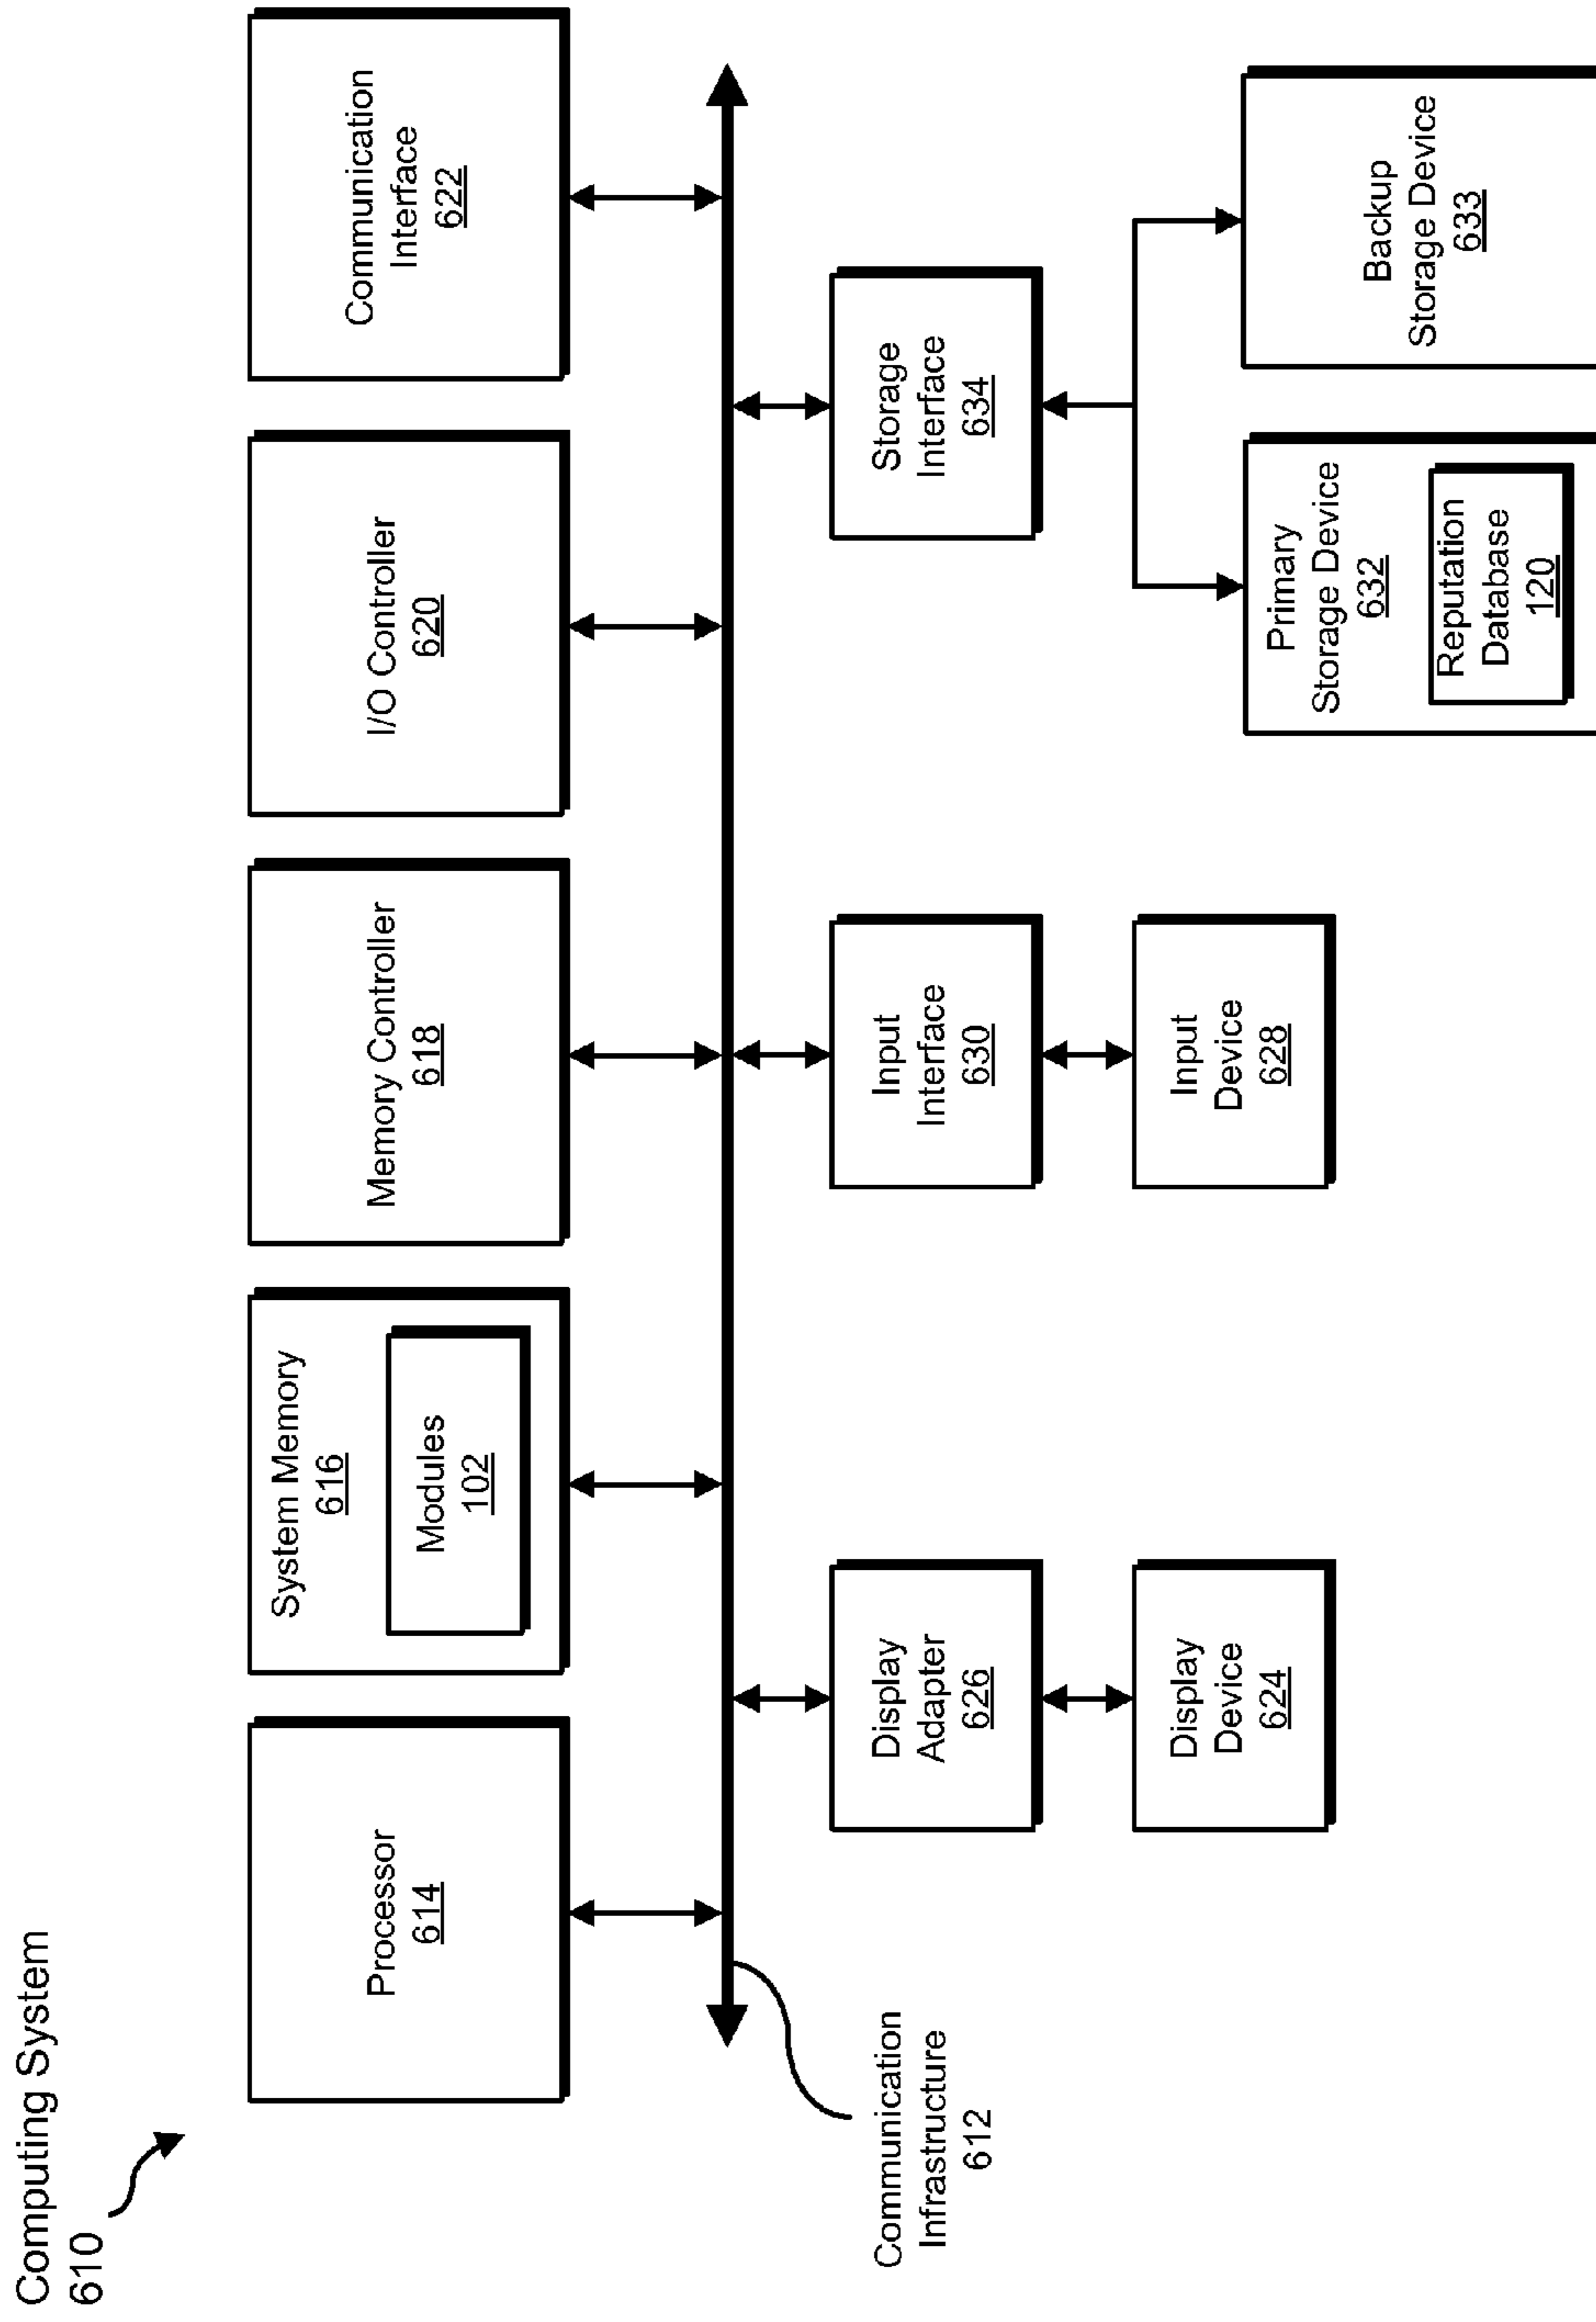 Computing System
610
Processor
614
System Memory
616
Modules
102
Memory Controller
618
I/O Controller
620
Communication
Interface
622
Communication
Infrastructure
612
Display
Adapter
626
Input
Interface
630
Storage
Interface
634
Display
Device
624
Input
Device
628
Primary
Storage Device
632
Reputation
Database
120
Backup
Storage Device
633